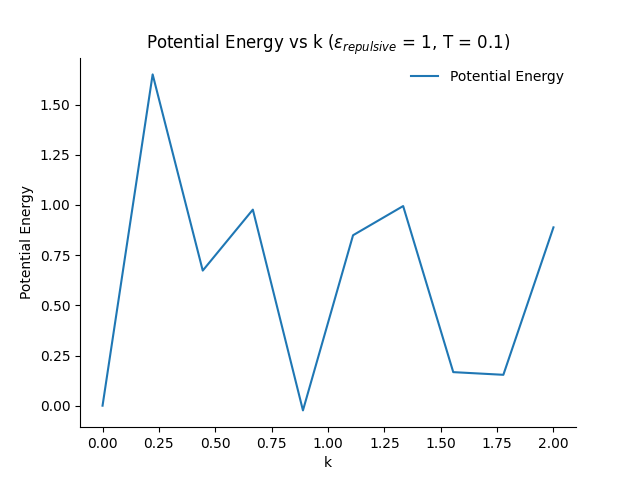 Potential Energy vs k (ε_repulsive = 1, T = 0.1)
Potential Energy
1.50
1.25
1.00
0.75
0.50
0.25
0.00
Potential Energy
0.00 0.25 0.50 0.75 1.00 1.25 1.50 1.75 2.00
k